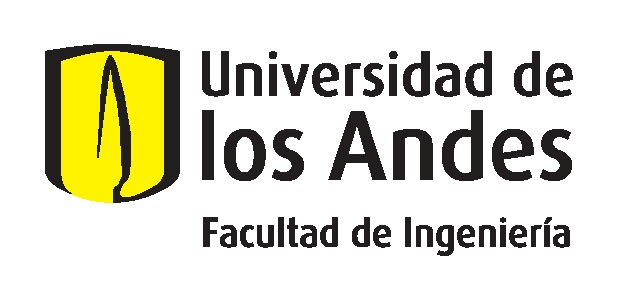 Universidad de
los Andes
Facultad de Ingeniería